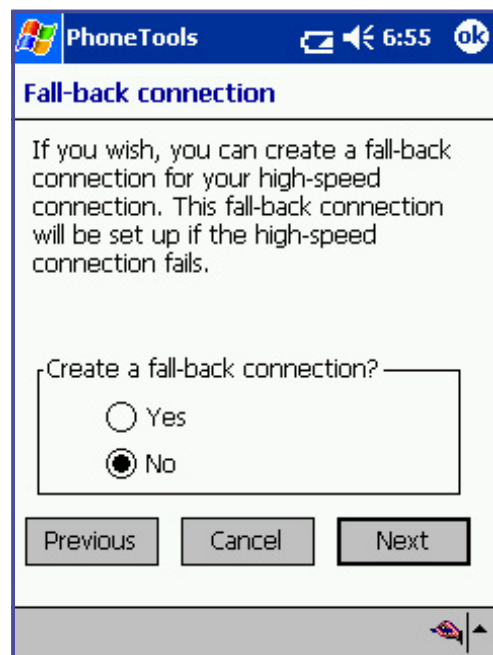 PhoneTools 6:55 ok
Fall-back connection
If you wish, you can create a fall-back
connection for your high-speed
connection. This fall-back connection
will be set up if the high-speed
connection fails.
Create a fall-back connection?
Yes
No
Previous Cancel Next